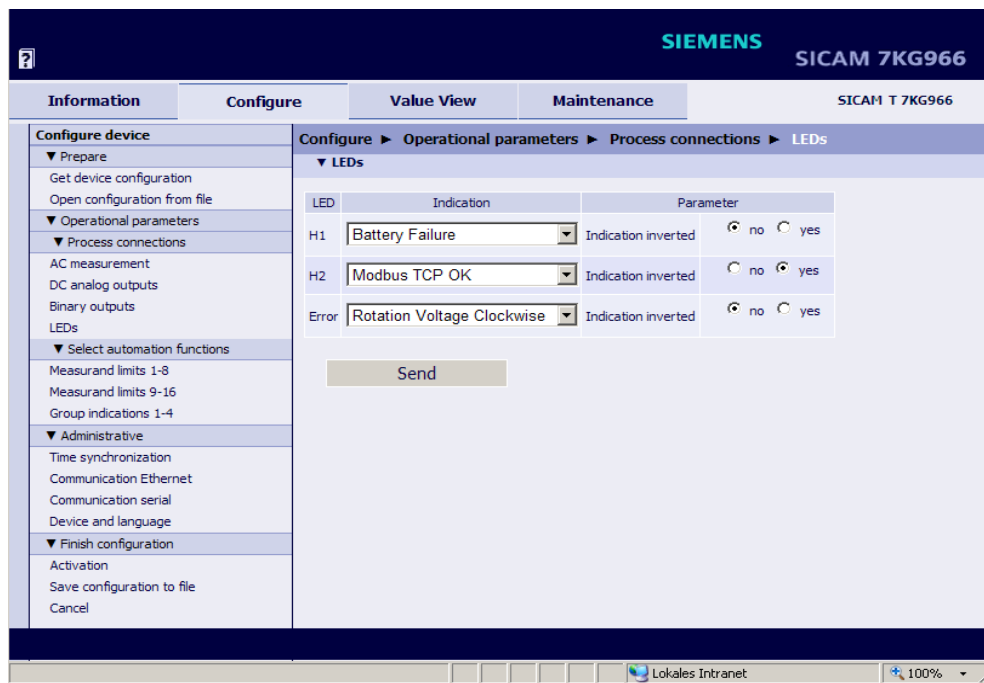 ?
SIEMENS
SICAM 7KG966
Information Configure Value View Maintenance SICAM T 7KG966
Configure device
▼ Prepare
Get device configuration
Open configuration from file
▼ Operational parameters
▼ Process connections
AC measurement
DC analog outputs
Binary outputs
LEDs
▼ Select automation functions
Measurand limits 1-8
Measurand limits 9-16
Group indications 1-4
▼ Administrative
Time synchronization
Communication Ethernet
Communication serial
Device and language
▼ Finish configuration
Activation
Save configuration to file
Cancel
Configure ► Operational parameters ► Process connections ► LEDs
▼ LEDs
LED Indication Parameter
H1 Battery Failure Indication inverted no yes
H2 Modbus TCP OK Indication inverted no yes
Error Rotation Voltage Clockwise Indication inverted no yes
Send
Lokales Intranet 100%